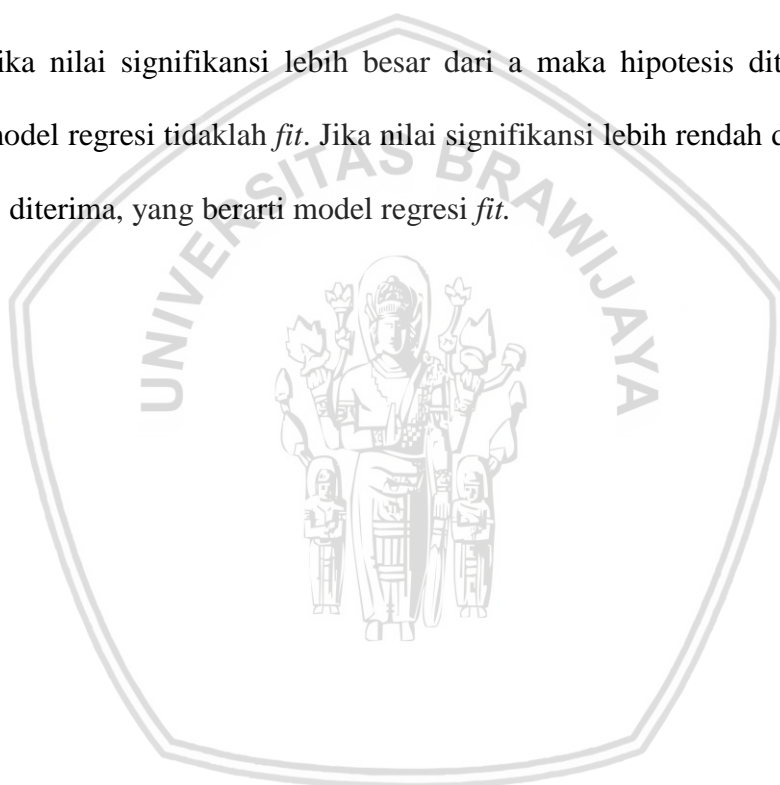 ika nilai signifikansi lebih besar dari a maka hipotesis dit
model regresi tidaklah fit. Jika nilai signifikansi lebih rendah d
diterima, yang berarti model regresi fit.
UNIVERSITAS BRAWIJAYA